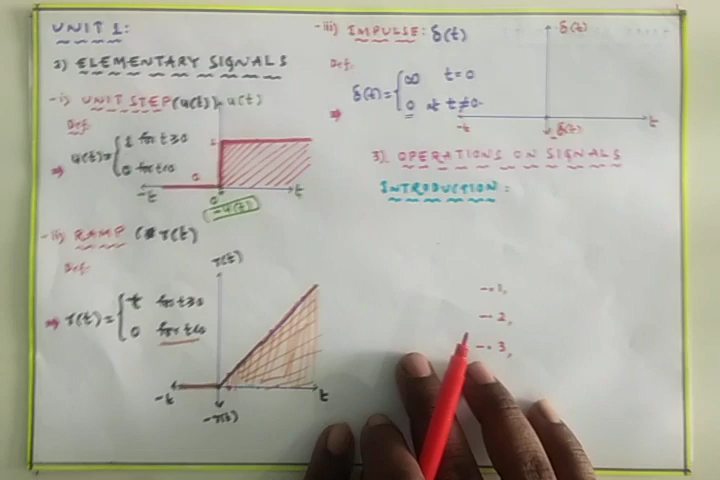 UNIT 1:
2) ELEMENTARY SIGNALS
-i) UNIT STEP (u(t)) u(t)
Def:
⇒ u(t) = { 1 for t≥0
0 for t<0
1
0
-t
0
t
-u(t)
-ii) RAMP (r(t)
Def:
r(t)
⇒ r(t) = { t for t≥0
0 for t<0
-t
t
-r(t)
-iii) IMPULSE: δ(t)
δ(t)
Def:
⇒ δ(t) = { ∞ t=0
0 at t≠0
-t
t
-δ(t)
3). OPERATIONS ON SIGNALS
INTRODUCTION:
→ 1,
→ 2,
→ 3,